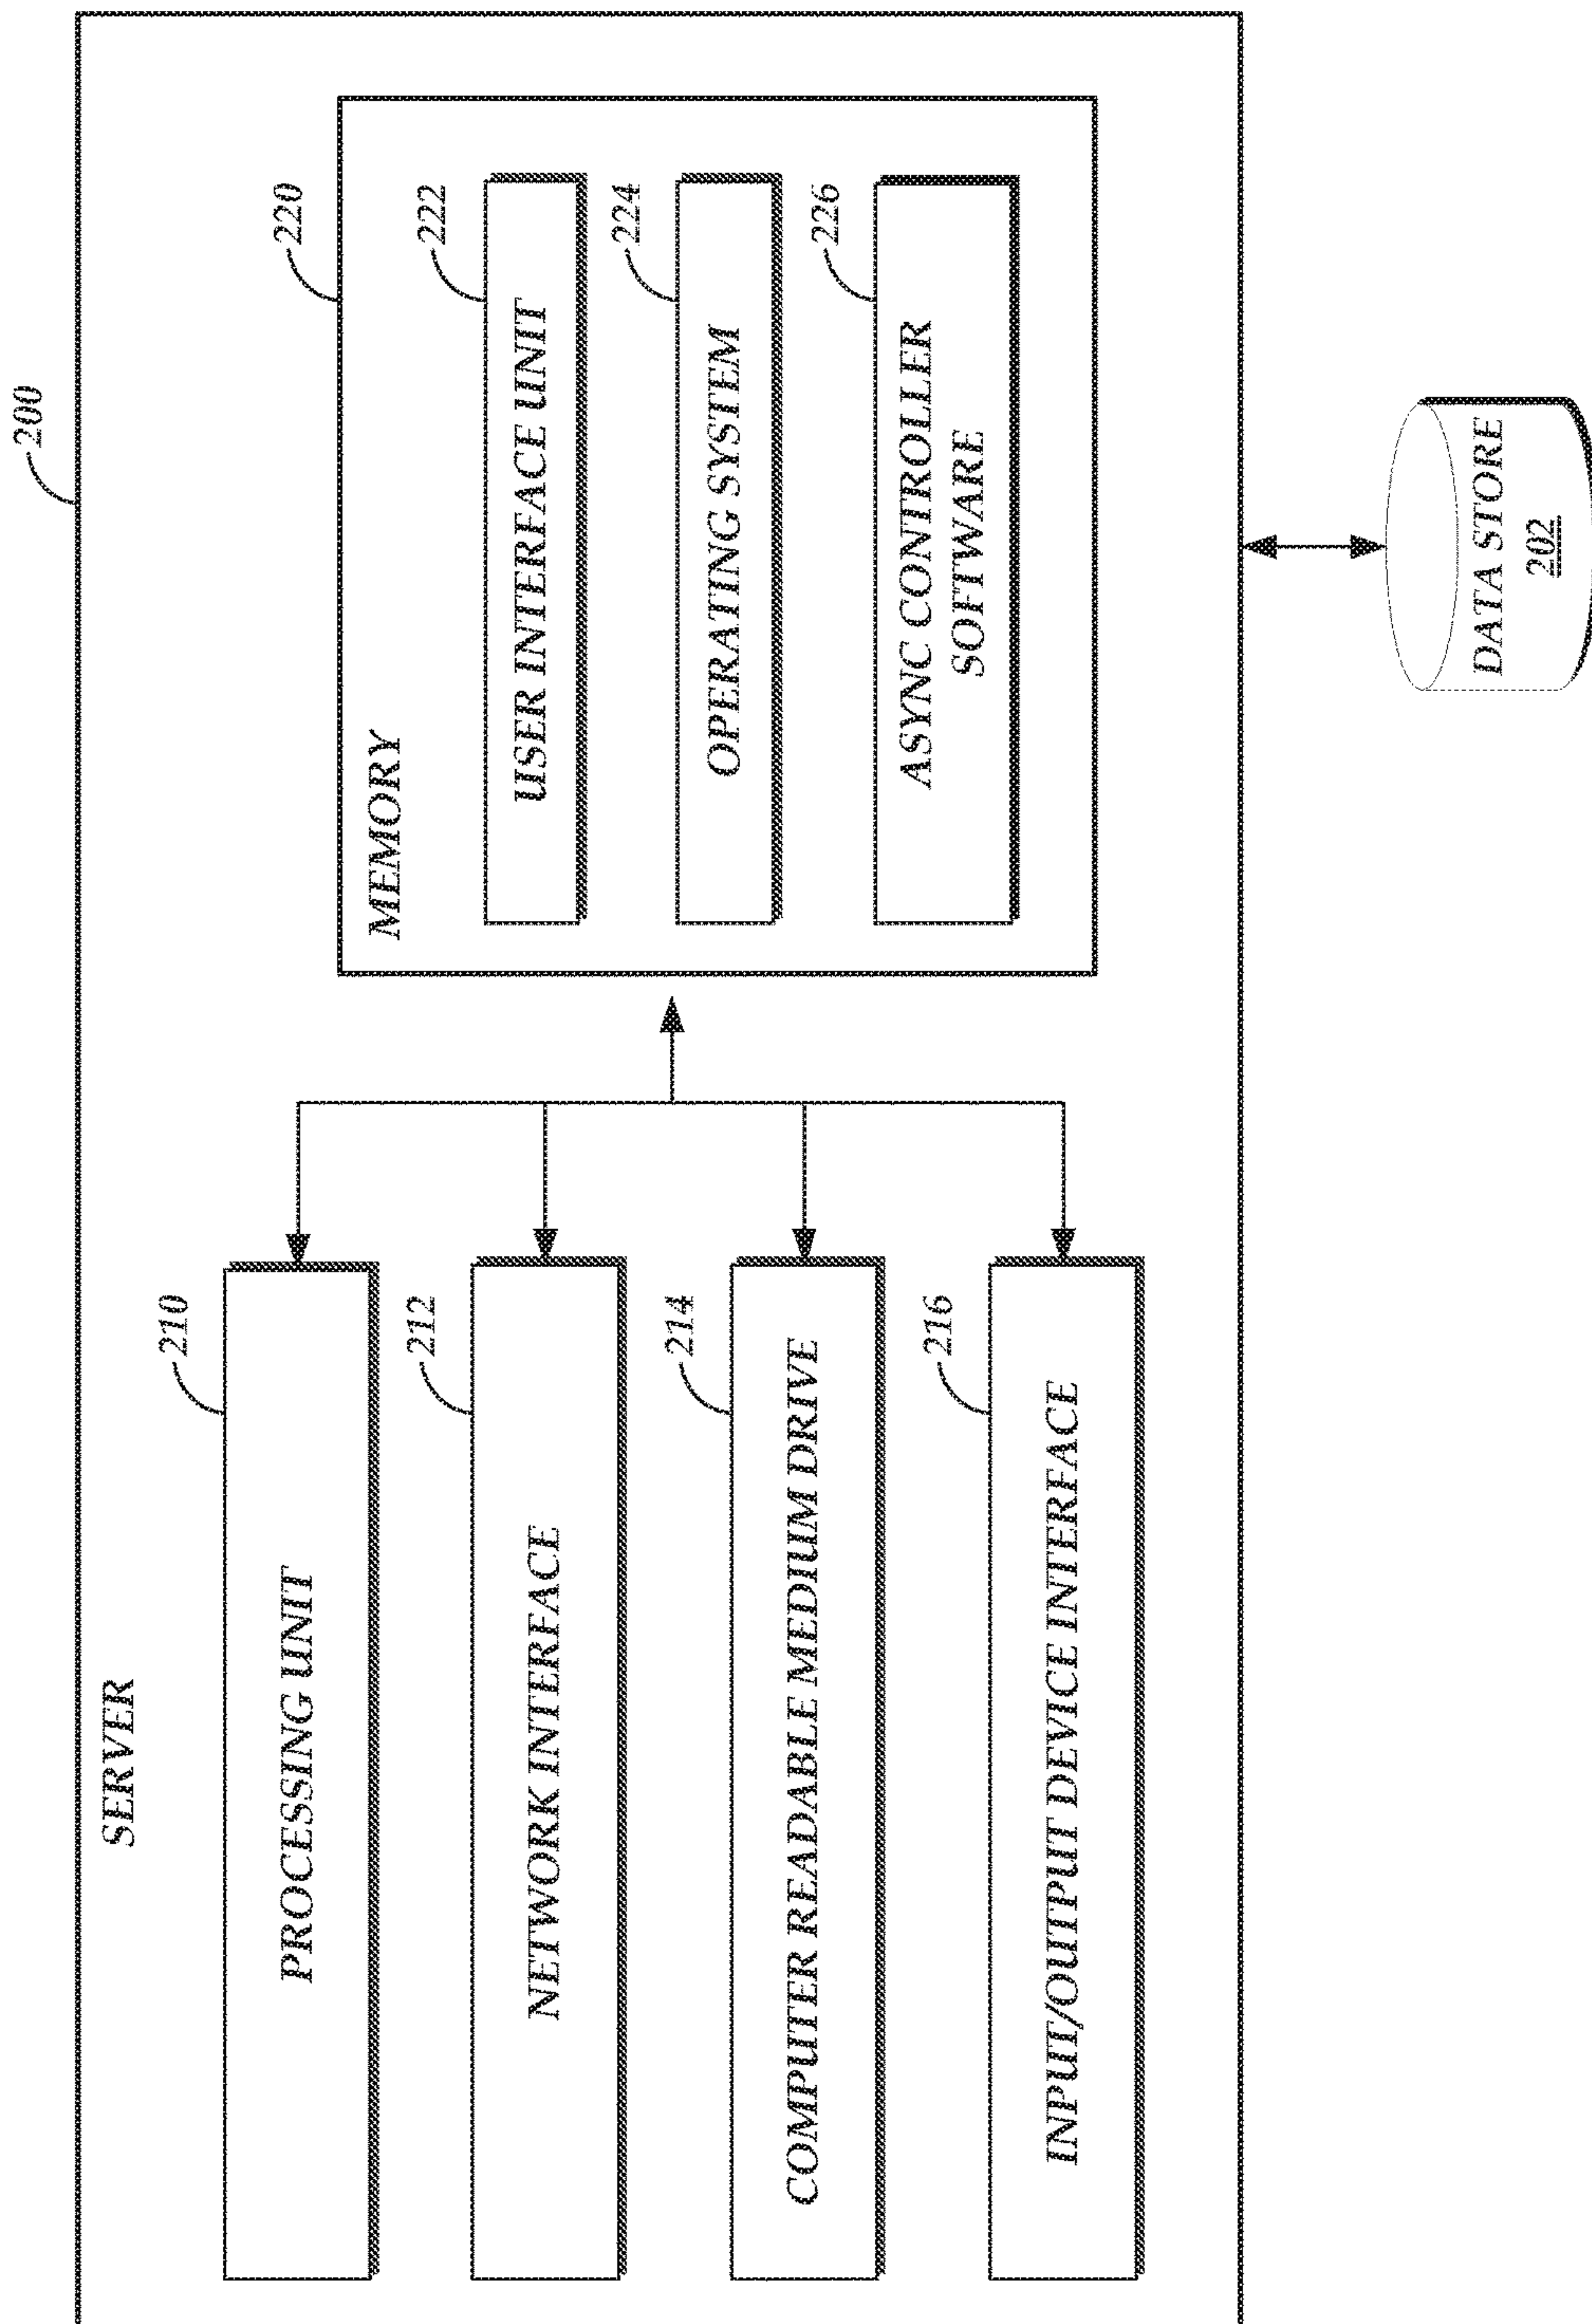 200
SERVER
210
PROCESSING UNIT
212
NETWORK INTERFACE
214
COMPUTER READABLE MEDIUM DRIVE
216
INPUT/OUTPUT DEVICE INTERFACE
220
MEMORY
222
USER INTERFACE UNIT
224
OPERATING SYSTEM
226
ASYNC CONTROLLER
SOFTWARE
DATA STORE
202